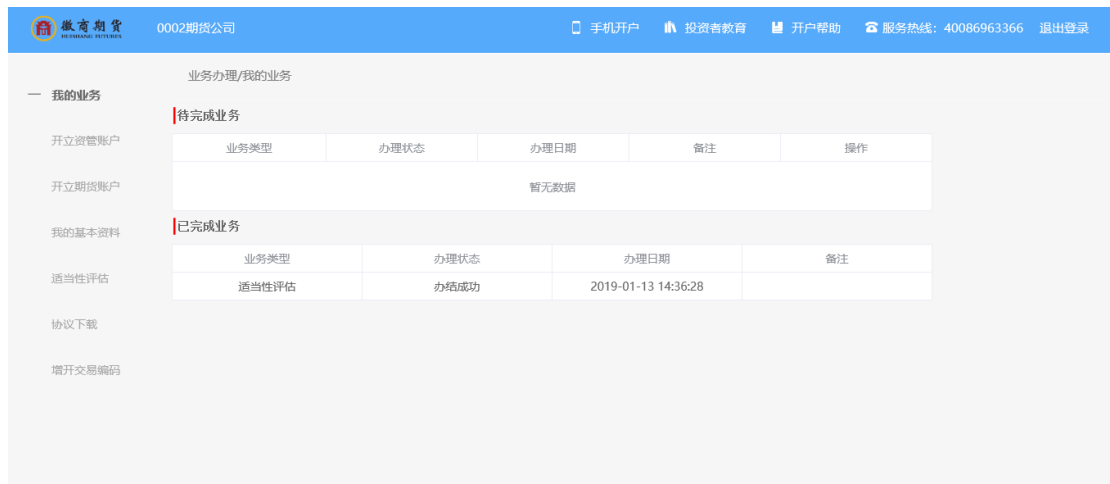 徽商期货 0002期货公司 手机开户 投资者教育 开户帮助 服务热线：40086963366 退出登录
HUISHANG FUTURES
业务办理/我的业务
一 我的业务
待完成业务
开立资管账户
业务类型 办理状态 办理日期 备注 操作
开立期货账户
暂无数据
我的基本资料
已完成业务
业务类型 办理状态 办理日期 备注
适当性评估
适当性评估 办结成功 2019-01-13 14:36:28
协议下载
增开交易编码